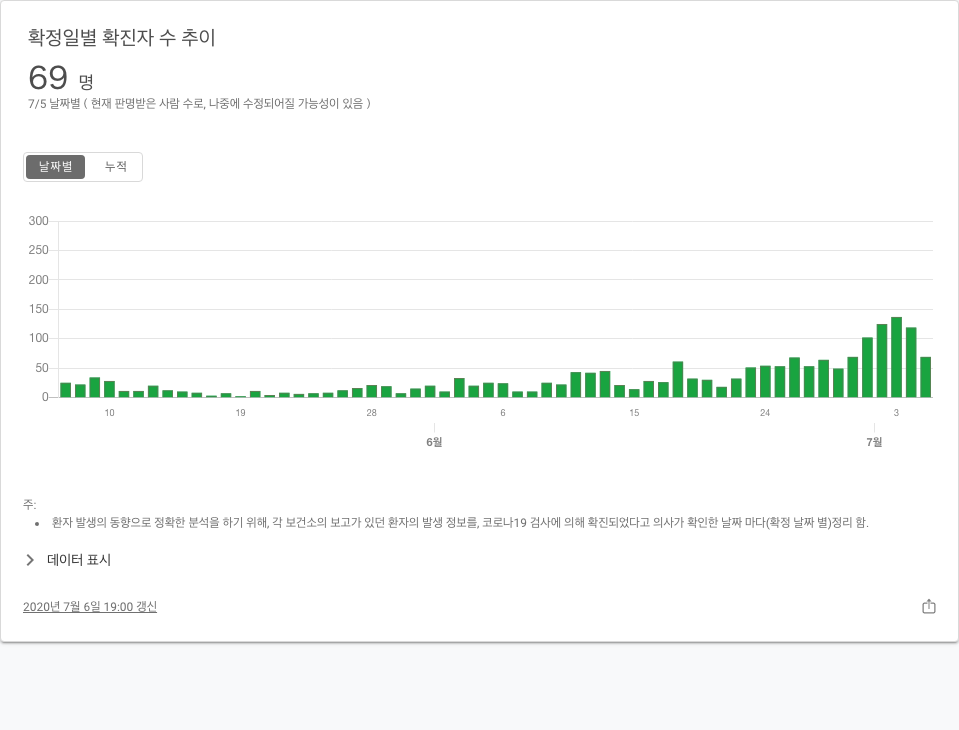 확정일별 확진자 수 추이
69 명
7/5 날짜별 ( 현재 판명받은 사람 수로, 나중에 수정되어질 가능성이 있음 )
날짜별 누적
300
250
200
150
100
50
0
10 19 28 6 15 24 3
6월 7월
주:
• 환자 발생의 동향으로 정확한 분석을 하기 위해, 각 보건소의 보고가 있던 환자의 발생 정보를, 코로나19 검사에 의해 확진되었다고 의사가 확인한 날짜 마다(확정 날짜 별)정리 함.
데이터 표시
2020년 7월 6일 19:00 갱신